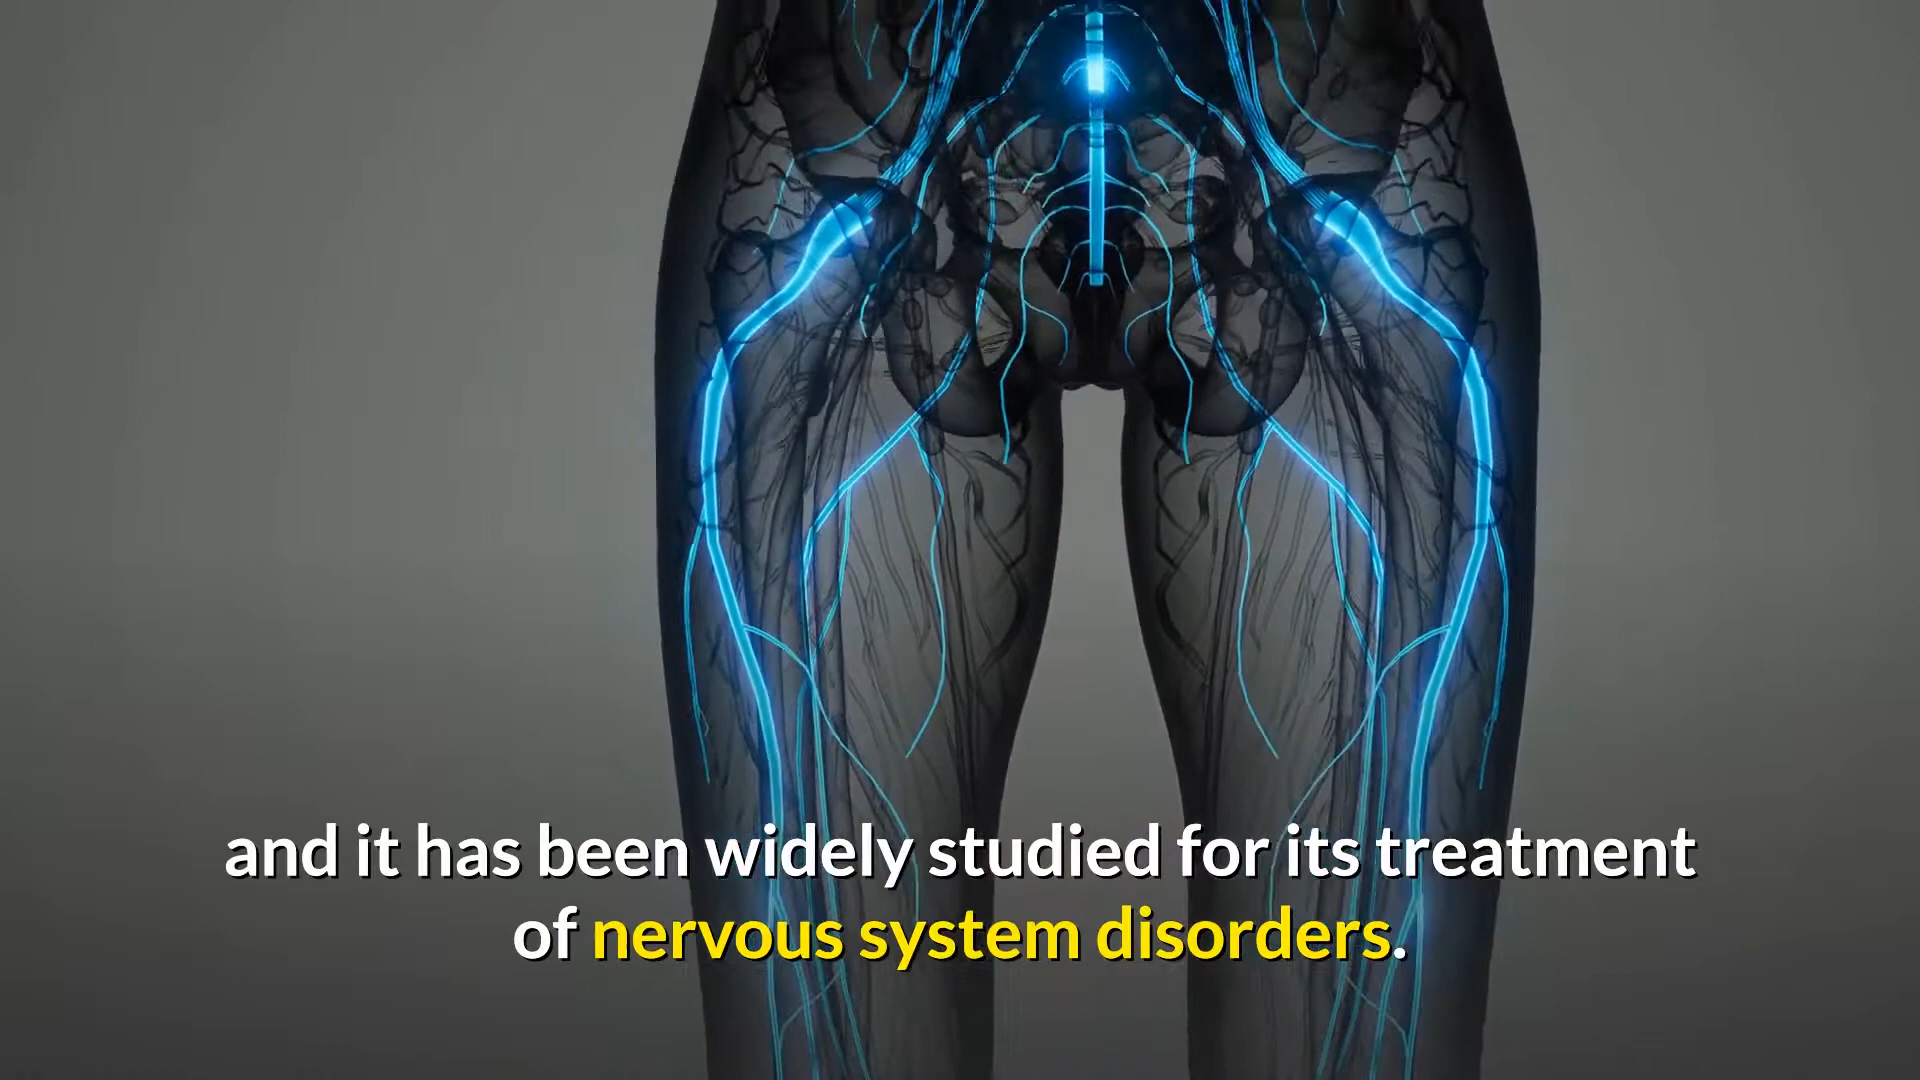 and it has been widely studied for its treatment
of nervous system disorders.